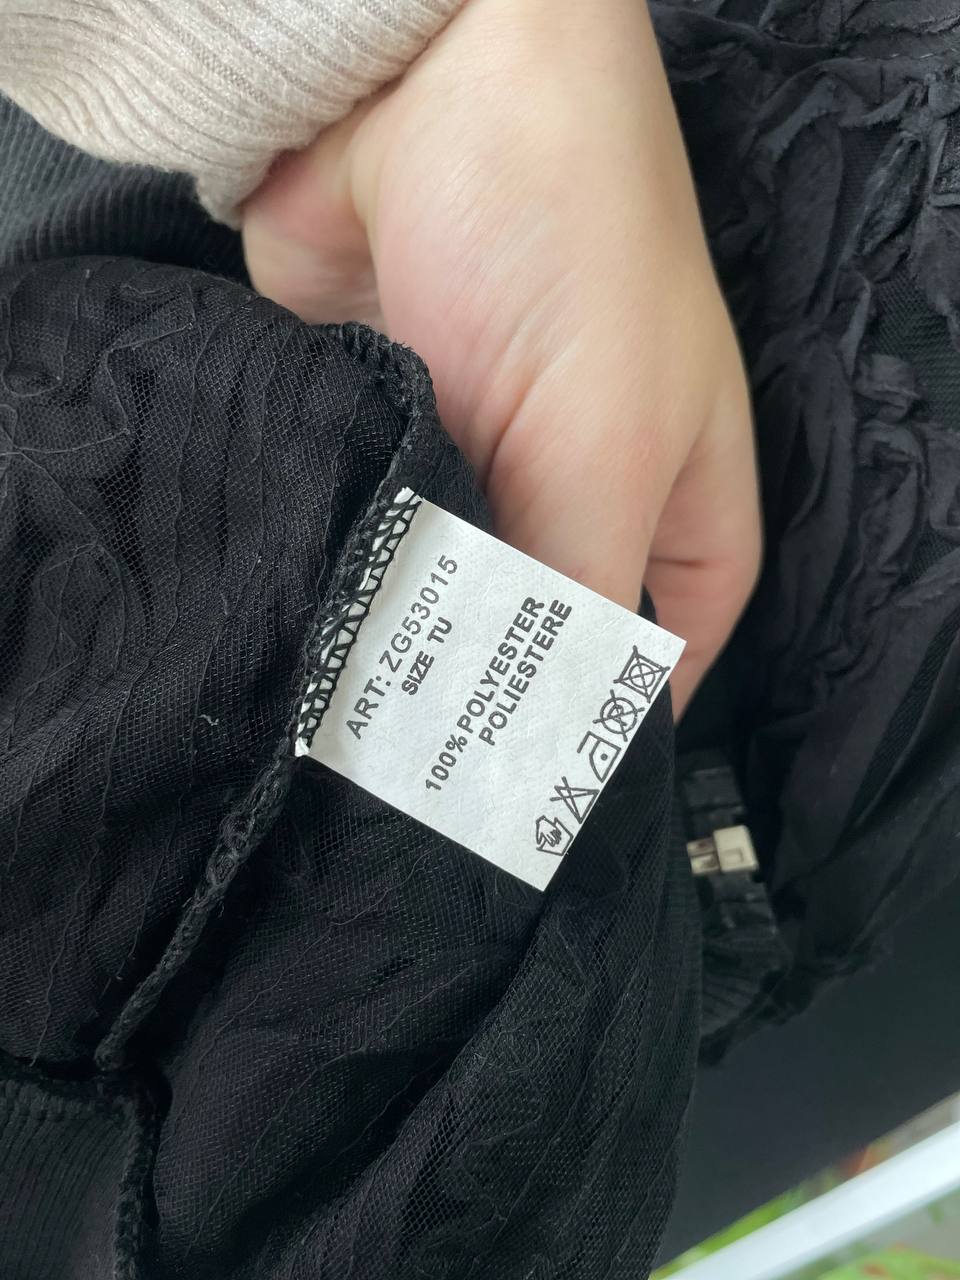 ART: ZG53015
SIZE TU
100% POLYESTER
POLIESTERE